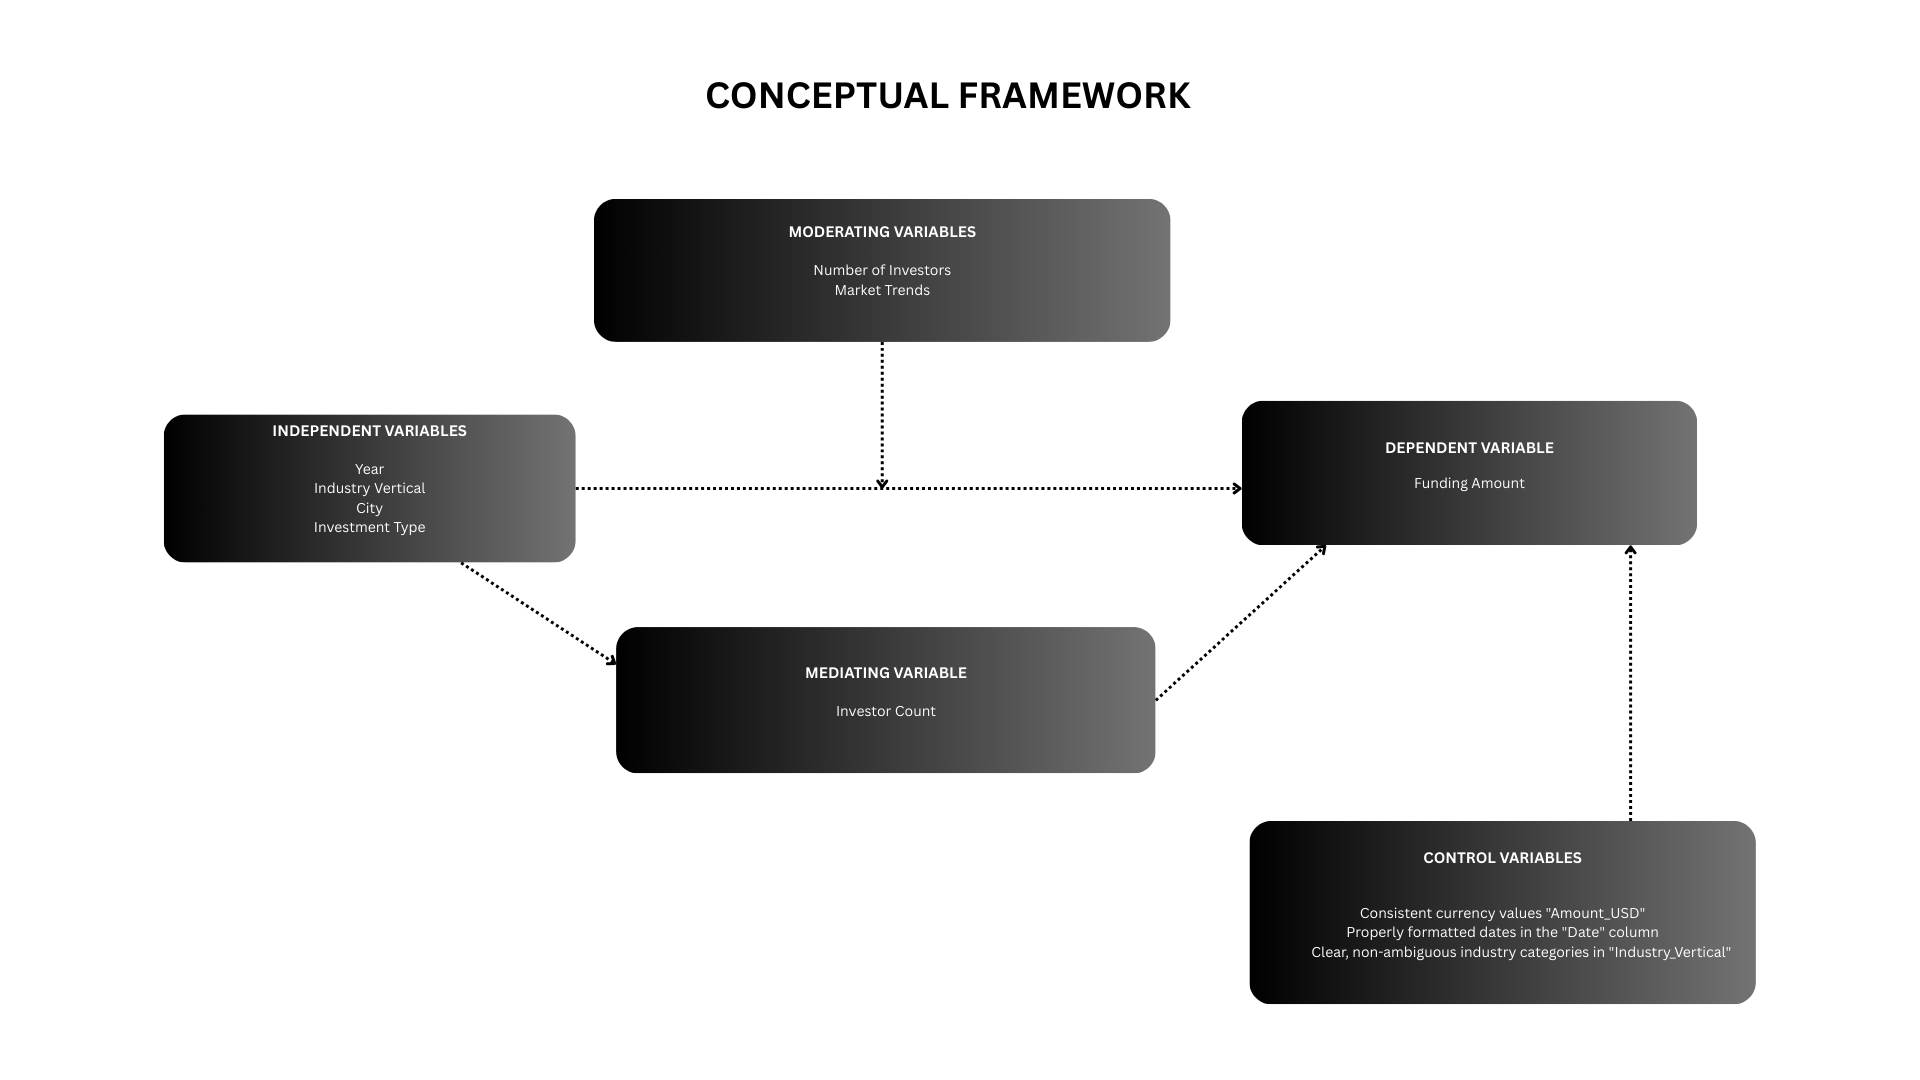 CONCEPTUAL FRAMEWORK
MODERATING VARIABLES
Number of Investors
Market Trends
INDEPENDENT VARIABLES
Year
Industry Vertical
City
Investment Type
DEPENDENT VARIABLE
Funding Amount
MEDIATING VARIABLE
Investor Count
CONTROL VARIABLES
Consistent currency values "Amount_USD"
Properly formatted dates in the "Date" column
Clear, non-ambiguous industry categories in "Industry_Vertical"